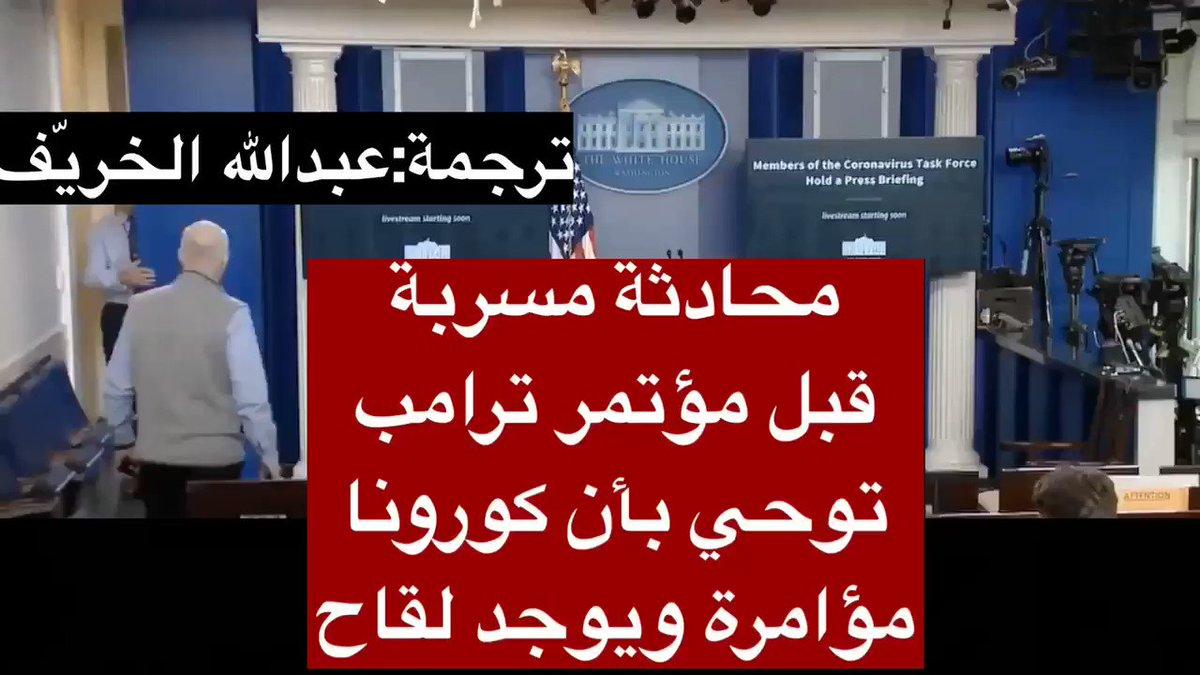 ترجمة:عبدالله الخريّف
THE WHITE HOUSE
WASHINGTON
Members of the Coronavirus Task Force
Hold a Press Briefing
livestream starting soon
livestream starting soon
محادثة مسربة
قبل مؤتمر ترامب
توحي بأن كورونا
مؤامرة ويوجد لقاح
ATTENTION